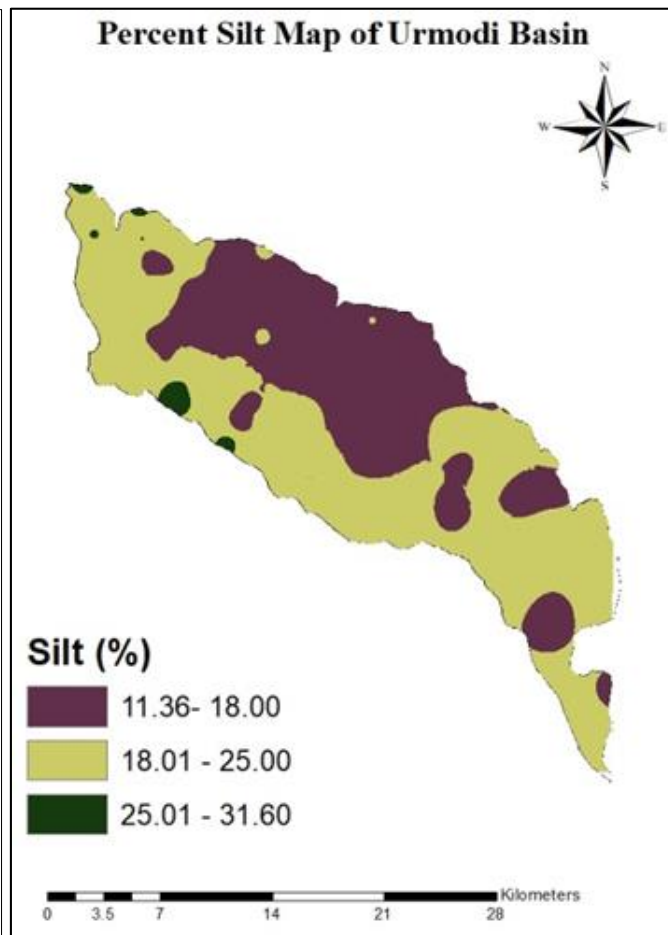 Percent Silt Map of Urmodi Basin
N
W E
S
Silt (%)
11.36- 18.00
18.01 - 25.00
25.01 - 31.60
Kilometers
0 3.5 7 14 21 28